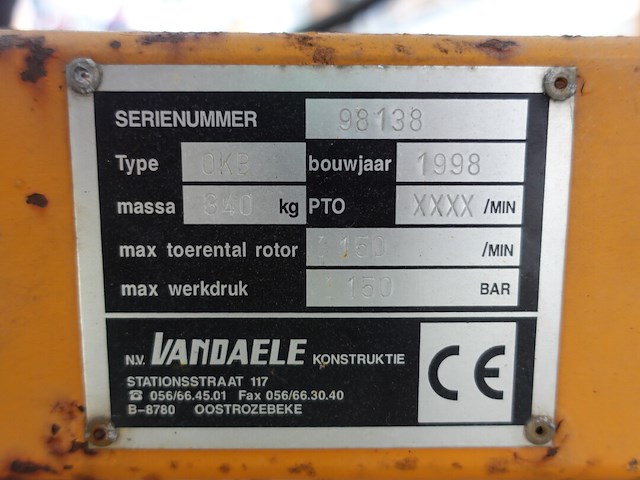 SERIENUMMER 98138
Type bouwjaar 1998
massa 840 kg PTO XXXX /MIN
max toerental rotor 150 /MIN
max werkdruk 150 BAR
N.V. VANDAELE KONSTRUKTIE
STATIONSSTRAAT 117
☎ 056/66.45.01 Fax 056/66.30.40
B-8780 OOSTROZEBEKE
CE